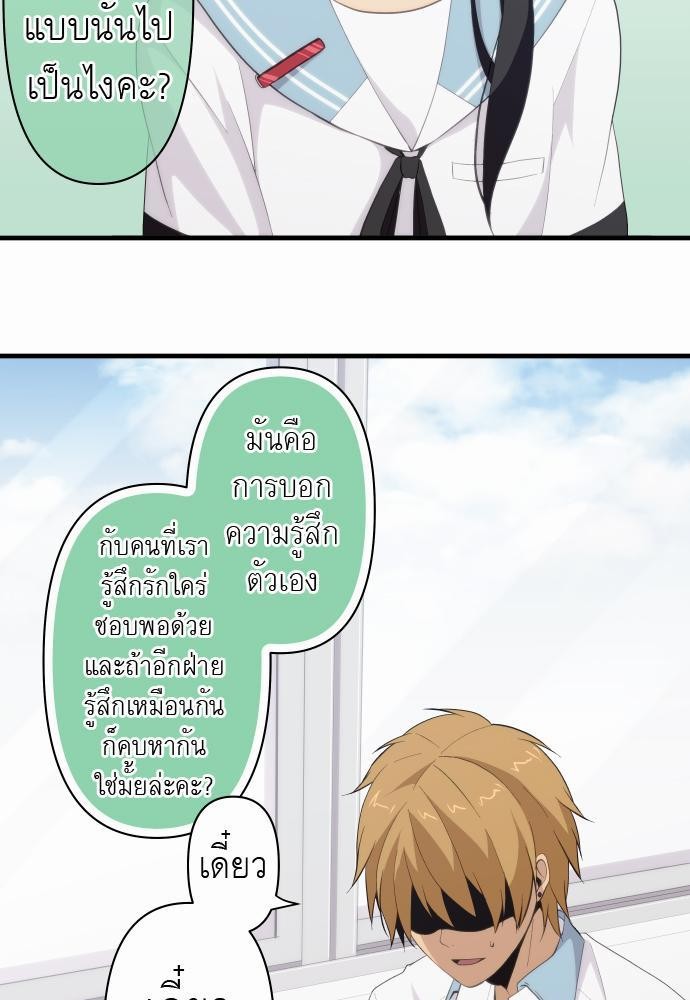 แบบนั้นไป
เป็นไงคะ?
มันคือ
การบอก
ความรู้สึก
ตัวเอง
กับคนที่เรา
รู้สึกรักใคร่
ชอบพอด้วย
และถ้าอีกฝ่าย
รู้สึกเหมือนกัน
ก็คบหากัน
ใช่มั้ยล่ะคะ?
เดี๋ยว
เดี๋ยว